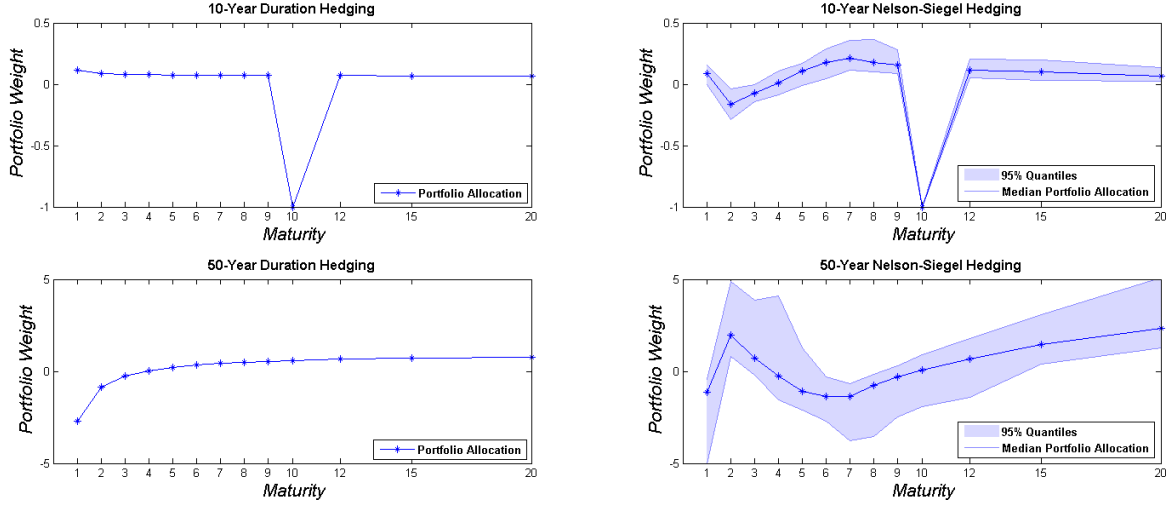 10-Year Duration Hedging
Portfolio Weight
0.5
0
-0.5
-1
1 2 3 4 5 6 7 8 9 10 12 15 20
Maturity
Portfolio Allocation
10-Year Nelson-Siegel Hedging
Portfolio Weight
0.5
0
-0.5
-1
1 2 3 4 5 6 7 8 9 10 12 15 20
Maturity
95% Quantiles
Median Portfolio Allocation
50-Year Duration Hedging
Portfolio Weight
5
0
-5
1 2 3 4 5 6 7 8 9 10 12 15 20
Maturity
Portfolio Allocation
50-Year Nelson-Siegel Hedging
Portfolio Weight
5
0
-5
1 2 3 4 5 6 7 8 9 10 12 15 20
Maturity
95% Quantiles
Median Portfolio Allocation